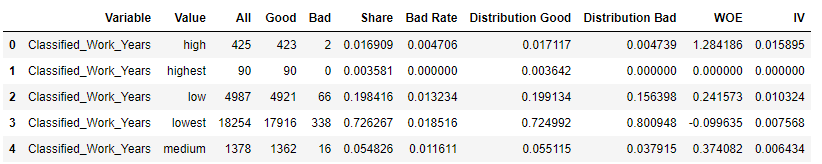 Variable Value All Good Bad Share Bad Rate Distribution Good Distribution Bad WOE IV
0 Classified_Work_Years high 425 423 2 0.016909 0.004706 0.017117 0.004739 1.284186 0.015895
1 Classified_Work_Years highest 90 90 0 0.003581 0.000000 0.003642 0.000000 0.000000 0.000000
2 Classified_Work_Years low 4987 4921 66 0.198416 0.013234 0.199134 0.156398 0.241573 0.010324
3 Classified_Work_Years lowest 18254 17916 338 0.726267 0.018516 0.724992 0.800948 -0.099635 0.007568
4 Classified_Work_Years medium 1378 1362 16 0.054826 0.011611 0.055115 0.037915 0.374082 0.006434